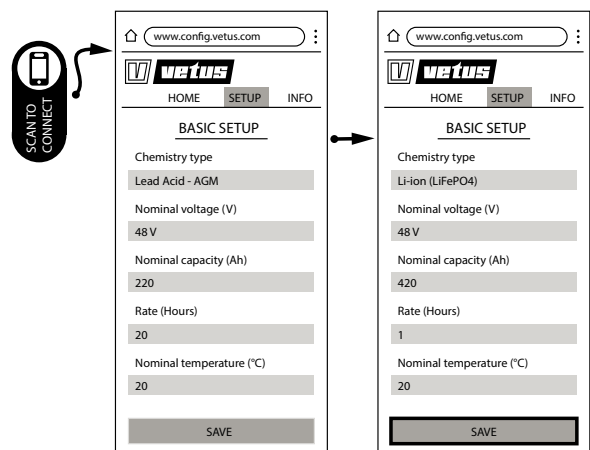 SCAN TO
CONNECT
www.config.vetus.com
V vetus
HOME SETUP INFO
BASIC SETUP
Chemistry type
Lead Acid - AGM
Nominal voltage (V)
48 V
Nominal capacity (Ah)
220
Rate (Hours)
20
Nominal temperature (°C)
20
SAVE
www.config.vetus.com
V vetus
HOME SETUP INFO
BASIC SETUP
Chemistry type
Li-ion (LiFePO4)
Nominal voltage (V)
48 V
Nominal capacity (Ah)
420
Rate (Hours)
1
Nominal temperature (°C)
20
SAVE